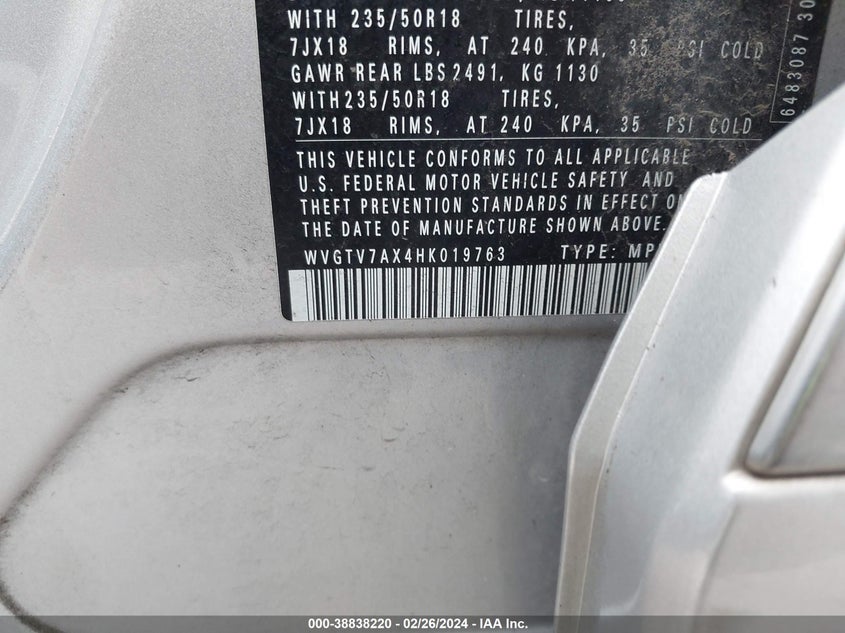 WITH 235/50R18 TIRES,
7JX18 RIMS, AT 240 KPA, 35 PSI COLD
GAWR REAR LBS2491, KG 1130
WITH235/50R18 TIRES,
7JX18 RIMS, AT 240 KPA, 35 PSI COLD
THIS VEHICLE CONFORMS TO ALL APPLICABLE
U.S. FEDERAL MOTOR VEHICLE SAFETY AND
THEFT PREVENTION STANDARDS IN EFFECT
THE DATE OF MANUFACTURE SHOWN ABOVE.
WVGTV7AX4HK019763 TYPE:
6483087 30
000-38838220 - 02/26/2024 - IAA Inc.